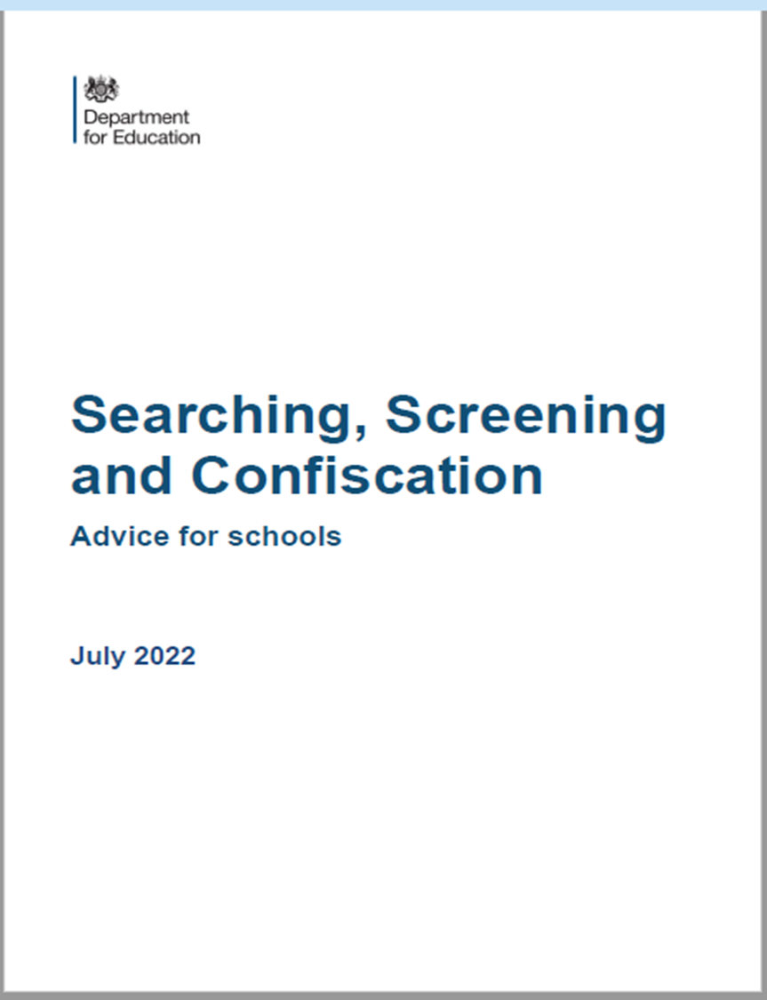 Department
for Education
Searching, Screening
and Confiscation
Advice for schools
July 2022